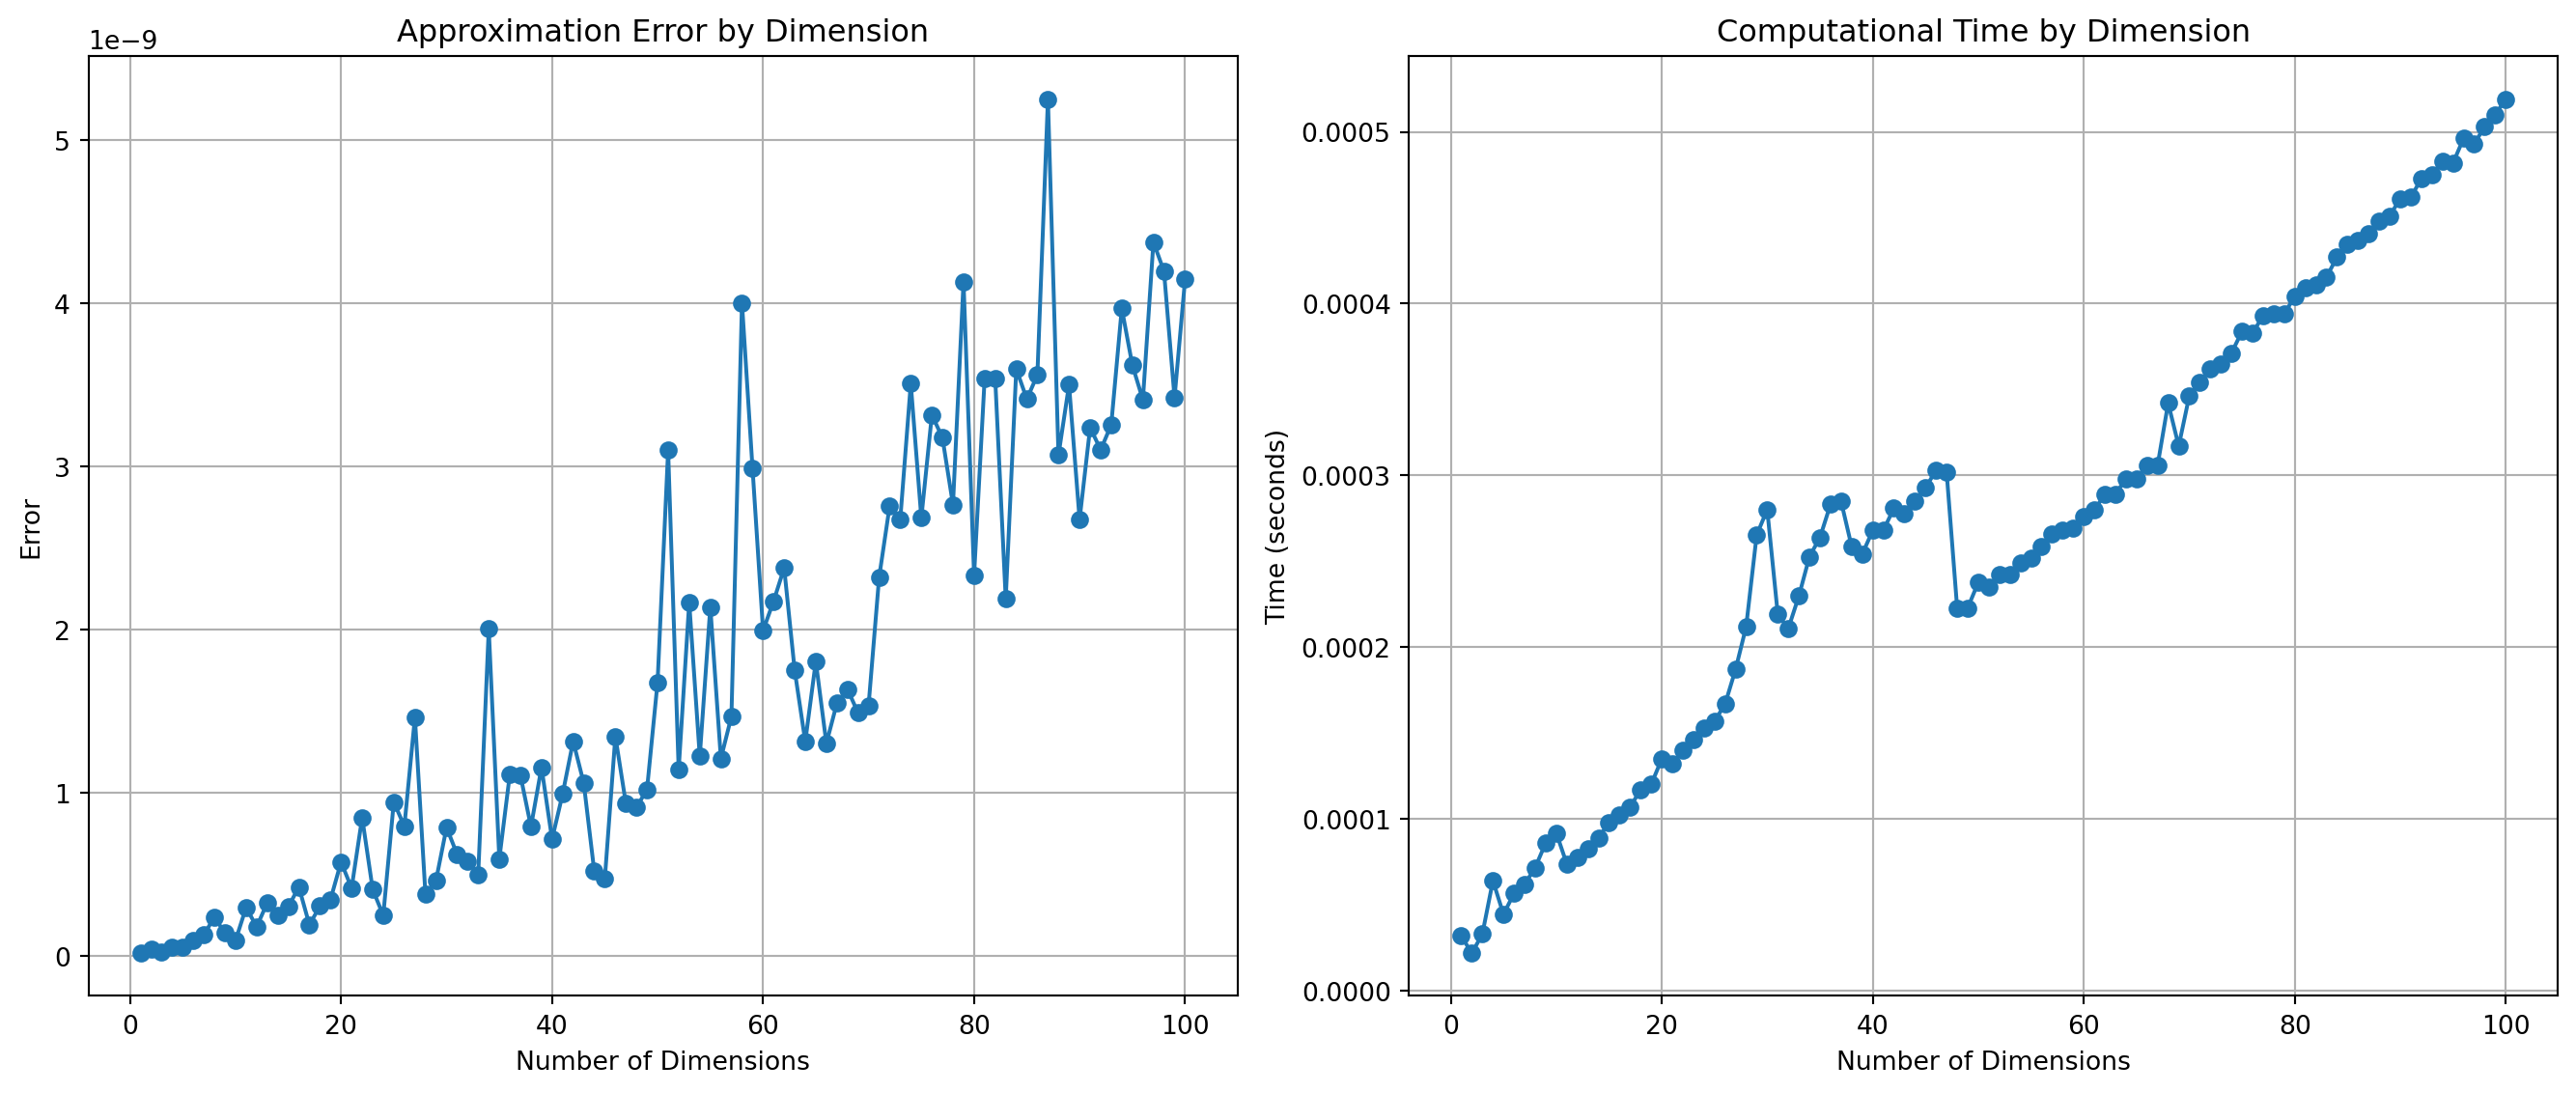 Approximation Error by Dimension
1e−9
5
4
3
2
1
0
Error
0 20 40 60 80 100
Number of Dimensions
Computational Time by Dimension
0.0005
0.0004
0.0003
0.0002
0.0001
0.0000
Time (seconds)
0 20 40 60 80 100
Number of Dimensions